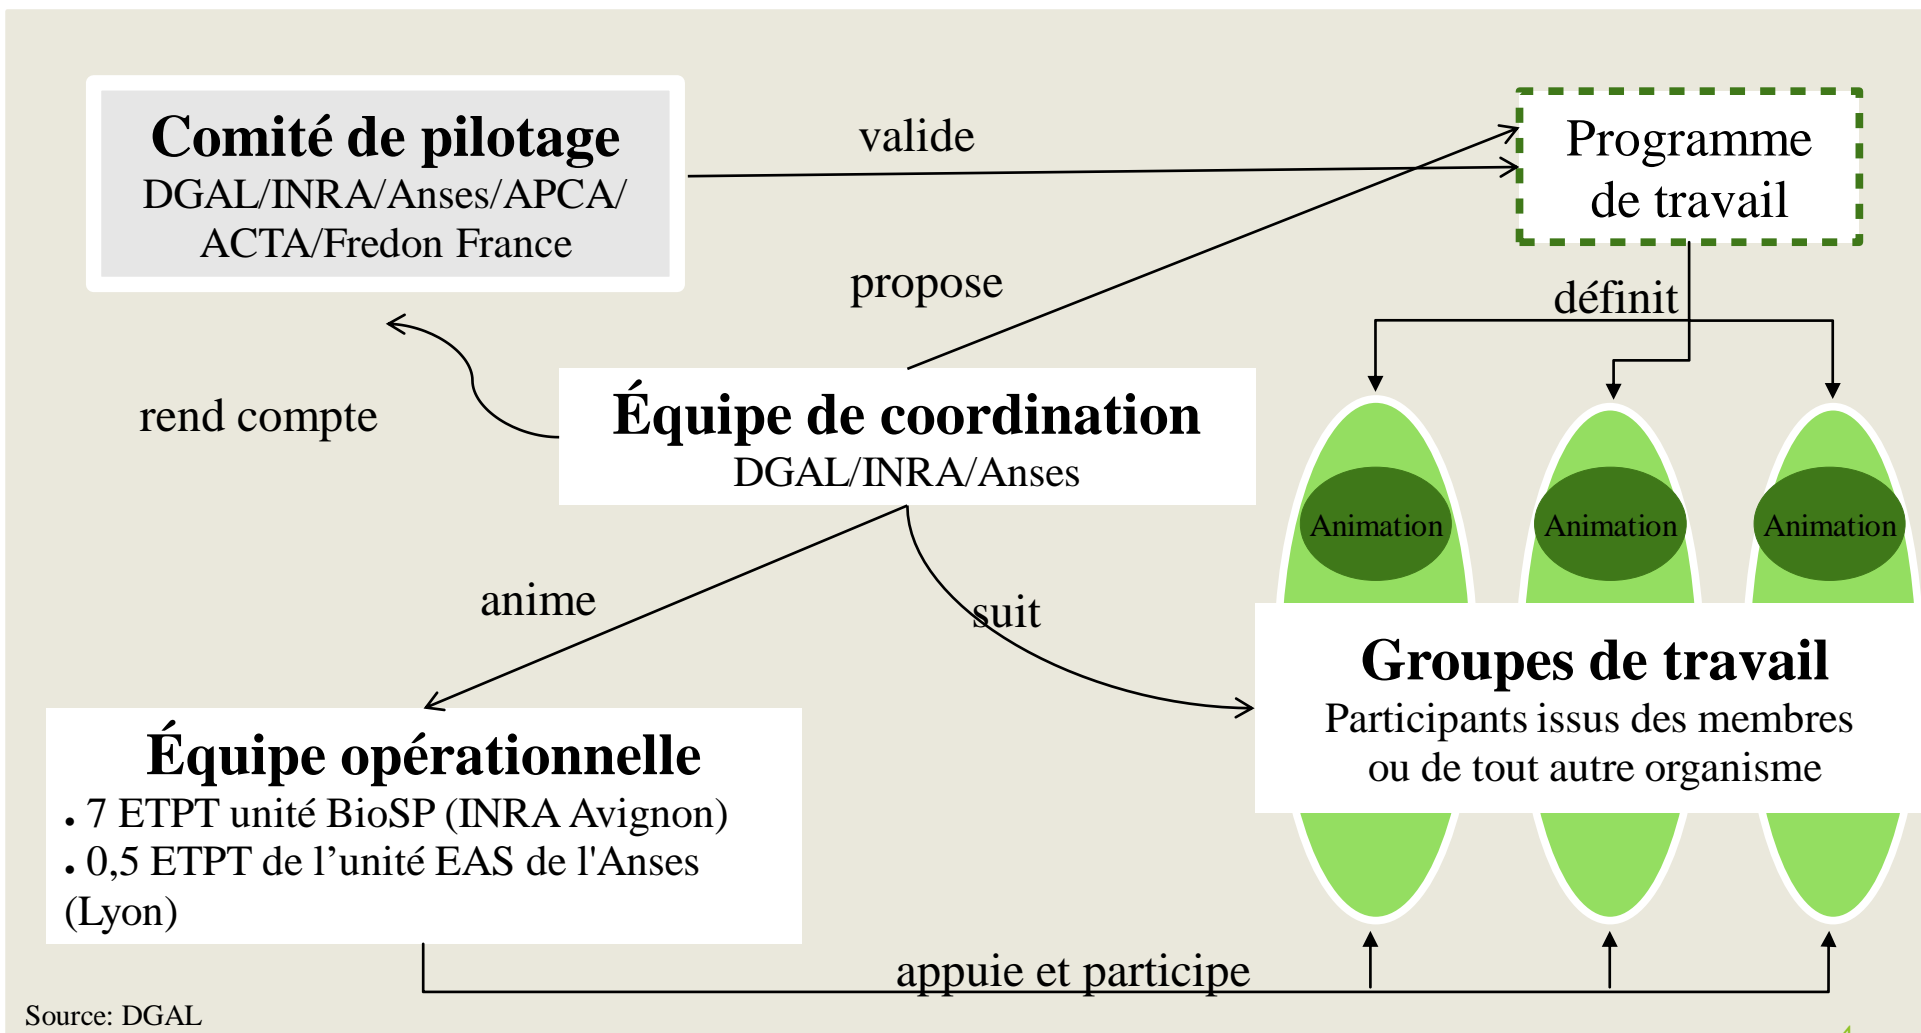 Comité de pilotage
DGAL/INRA/Anses/APCA/
ACTA/Fredon France
valide
Programme
de travail
propose
définit
rend compte
Équipe de coordination
DGAL/INRA/Anses
Animation
Animation
Animation
anime
suit
Groupes de travail
Participants issus des membres
ou de tout autre organisme
Équipe opérationnelle
• 7 ETPT unité BioSP (INRA Avignon)
• 0,5 ETPT de l’unité EAS de l'Anses
(Lyon)
appuie et participe
Source: DGAL